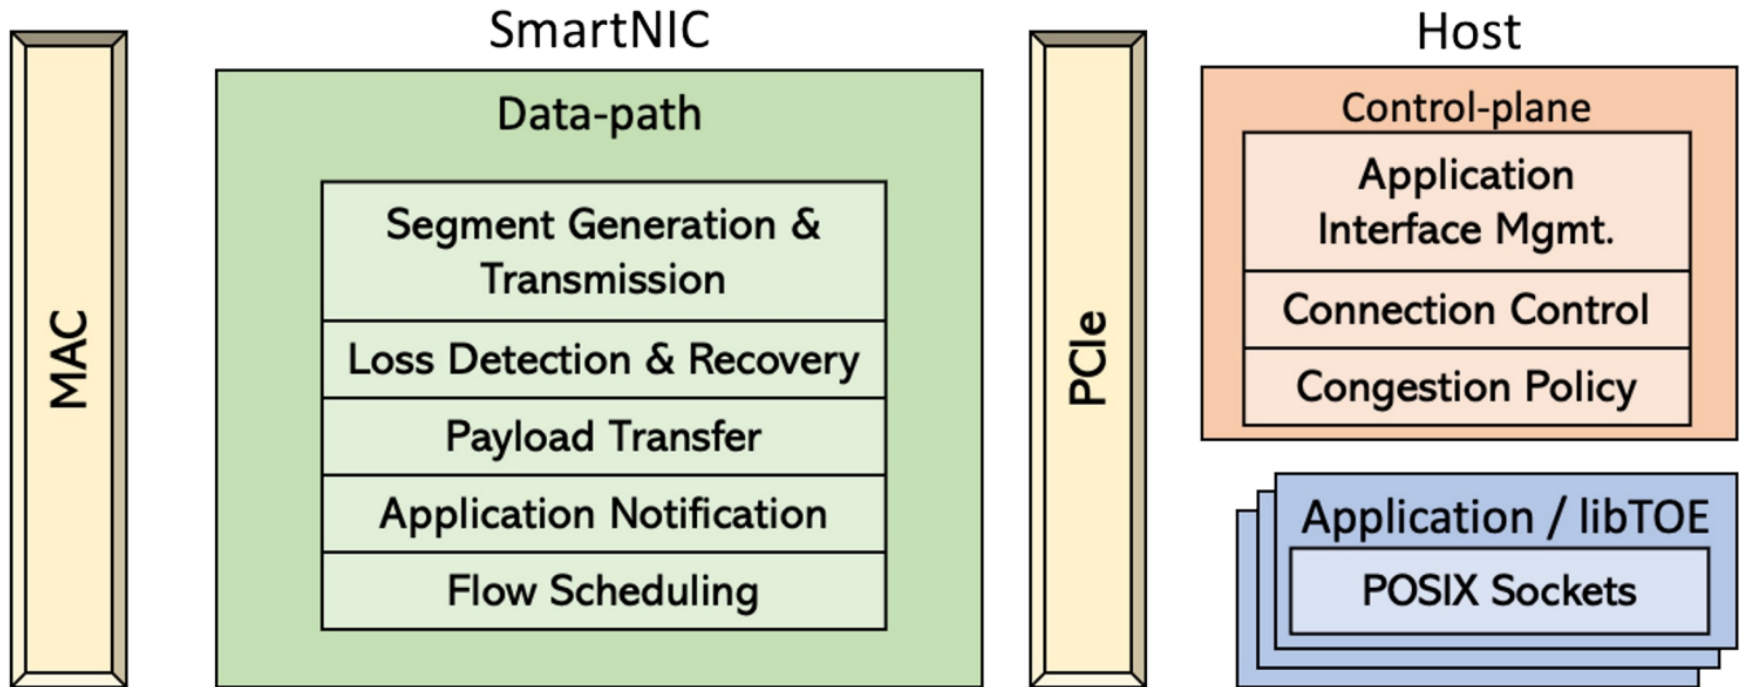 SmartNIC
Host
MAC
Data-path
Segment Generation &
Transmission
Loss Detection & Recovery
Payload Transfer
Application Notification
Flow Scheduling
PCIe
Control-plane
Application
Interface Mgmt.
Connection Control
Congestion Policy
Application / libTOE
POSIX Sockets